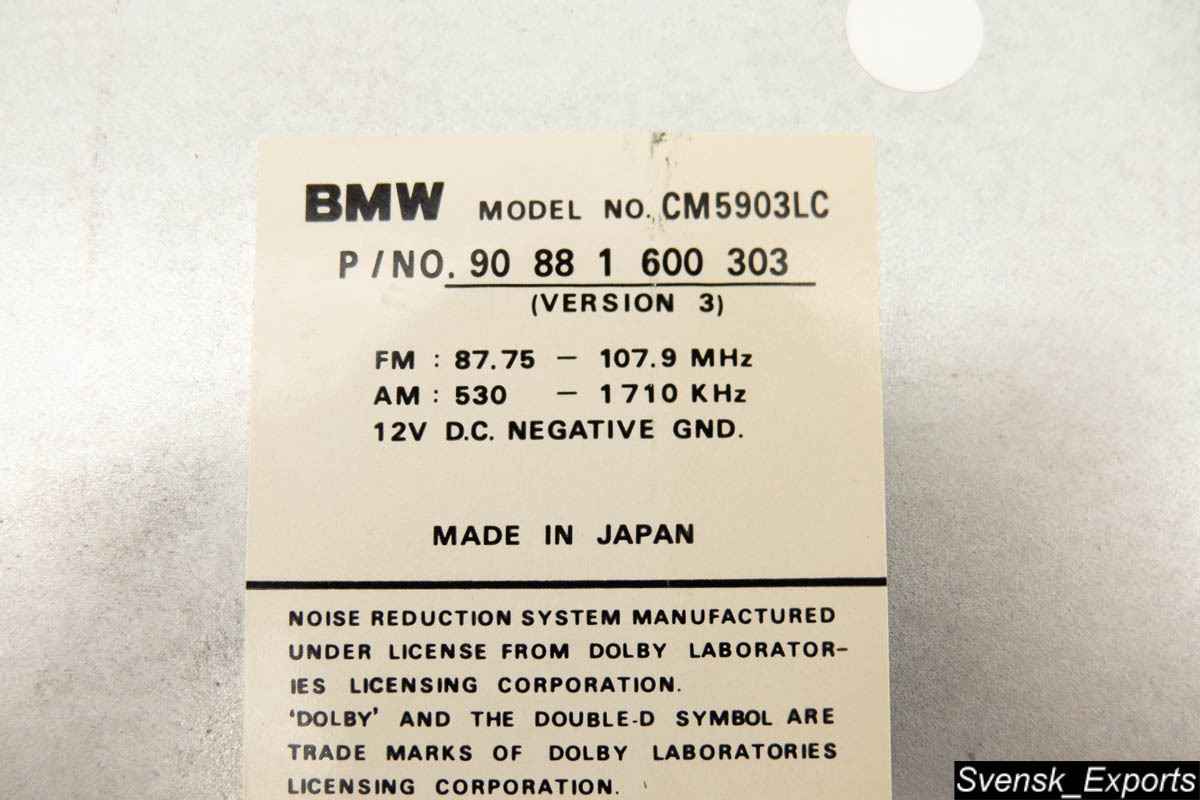 BMW MODEL NO. CM5903LC
P/NO. 90 88 1 600 303
(VERSION 3)
FM : 87.75 – 107.9 MHz
AM : 530 – 1710 KHz
12V D.C. NEGATIVE GND.
MADE IN JAPAN
NOISE REDUCTION SYSTEM MANUFACTURED
UNDER LICENSE FROM DOLBY LABORATOR-
IES LICENSING CORPORATION.
'DOLBY' AND THE DOUBLE-D SYMBOL ARE
TRADE MARKS OF DOLBY LABORATORIES
LICENSING CORPORATION.
Svensk_Exports